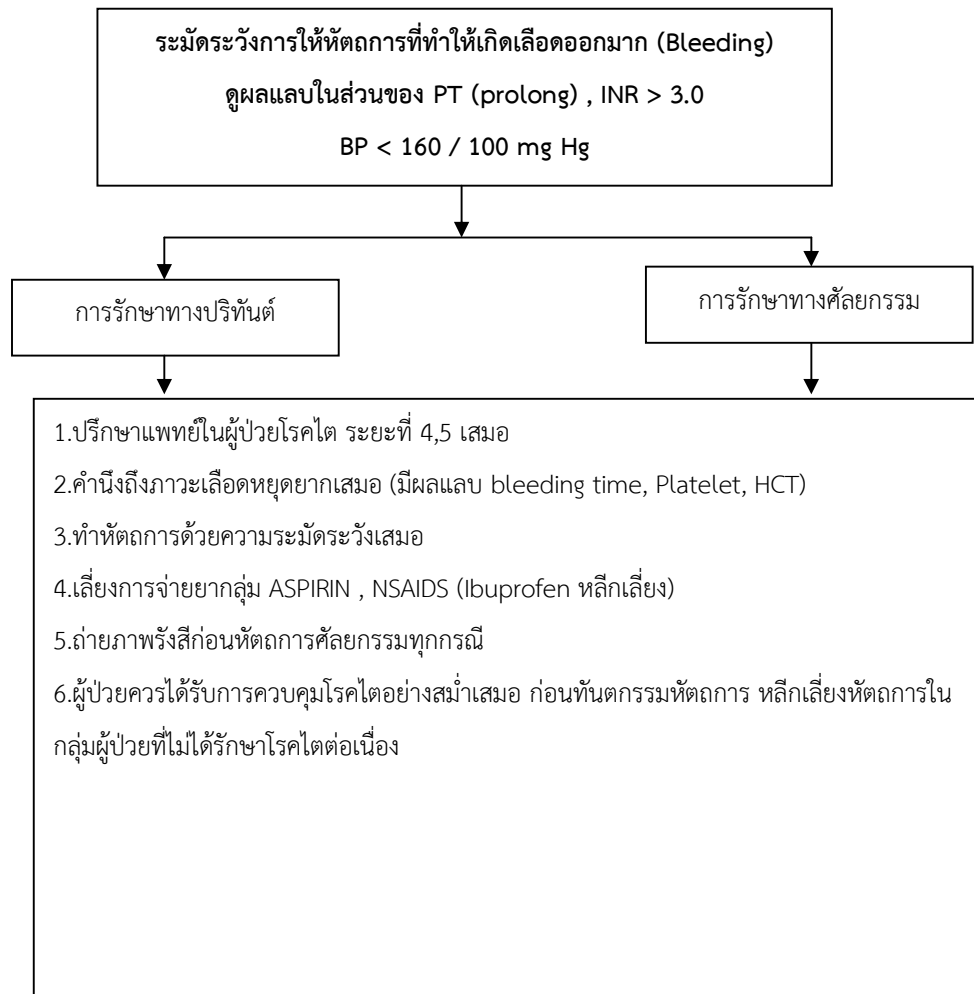 ระมัดระวังการให้หัตถการที่ทำให้เกิดเลือดออกมาก (Bleeding)
ดูผลแลบในส่วนของ PT (prolong) , INR > 3.0
BP < 160 / 100 mg Hg
การรักษาทางปริทันต์
การรักษาทางศัลยกรรม
1.ปรึกษาแพทย์ในผู้ป่วยโรคไต ระยะที่ 4,5 เสมอ
2.คำนึงถึงภาวะเลือดหยุดยากเสมอ (มีผลแลบ bleeding time, Platelet, HCT)
3.ทำหัตถการด้วยความระมัดระวังเสมอ
4.เลี่ยงการจ่ายยากลุ่ม ASPIRIN , NSAIDS (Ibuprofen หลีกเลี่ยง)
5.ถ่ายภาพรังสีก่อนหัตถการศัลยกรรมทุกกรณี
6.ผู้ป่วยควรได้รับการควบคุมโรคไตอย่างสม่ำเสมอ ก่อนทันตกรรมหัตถการ หลีกเลี่ยงหัตถการใน
กลุ่มผู้ป่วยที่ไม่ได้รักษาโรคไตต่อเนื่อง